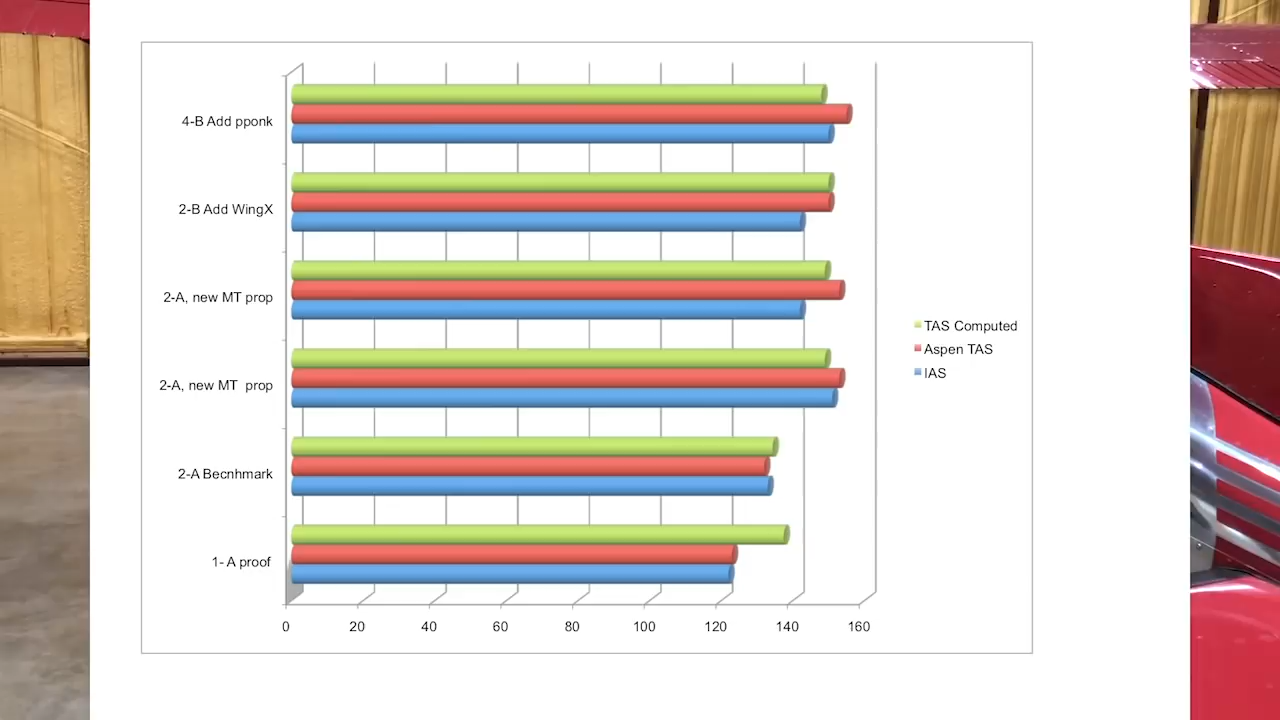 4-B Add pponk
2-B Add WingX
2-A, new MT prop
2-A, new MT  prop
2-A Becnhmark
1- A proof
0 20 40 60 80 100 120 140 160
TAS Computed
Aspen TAS
IAS